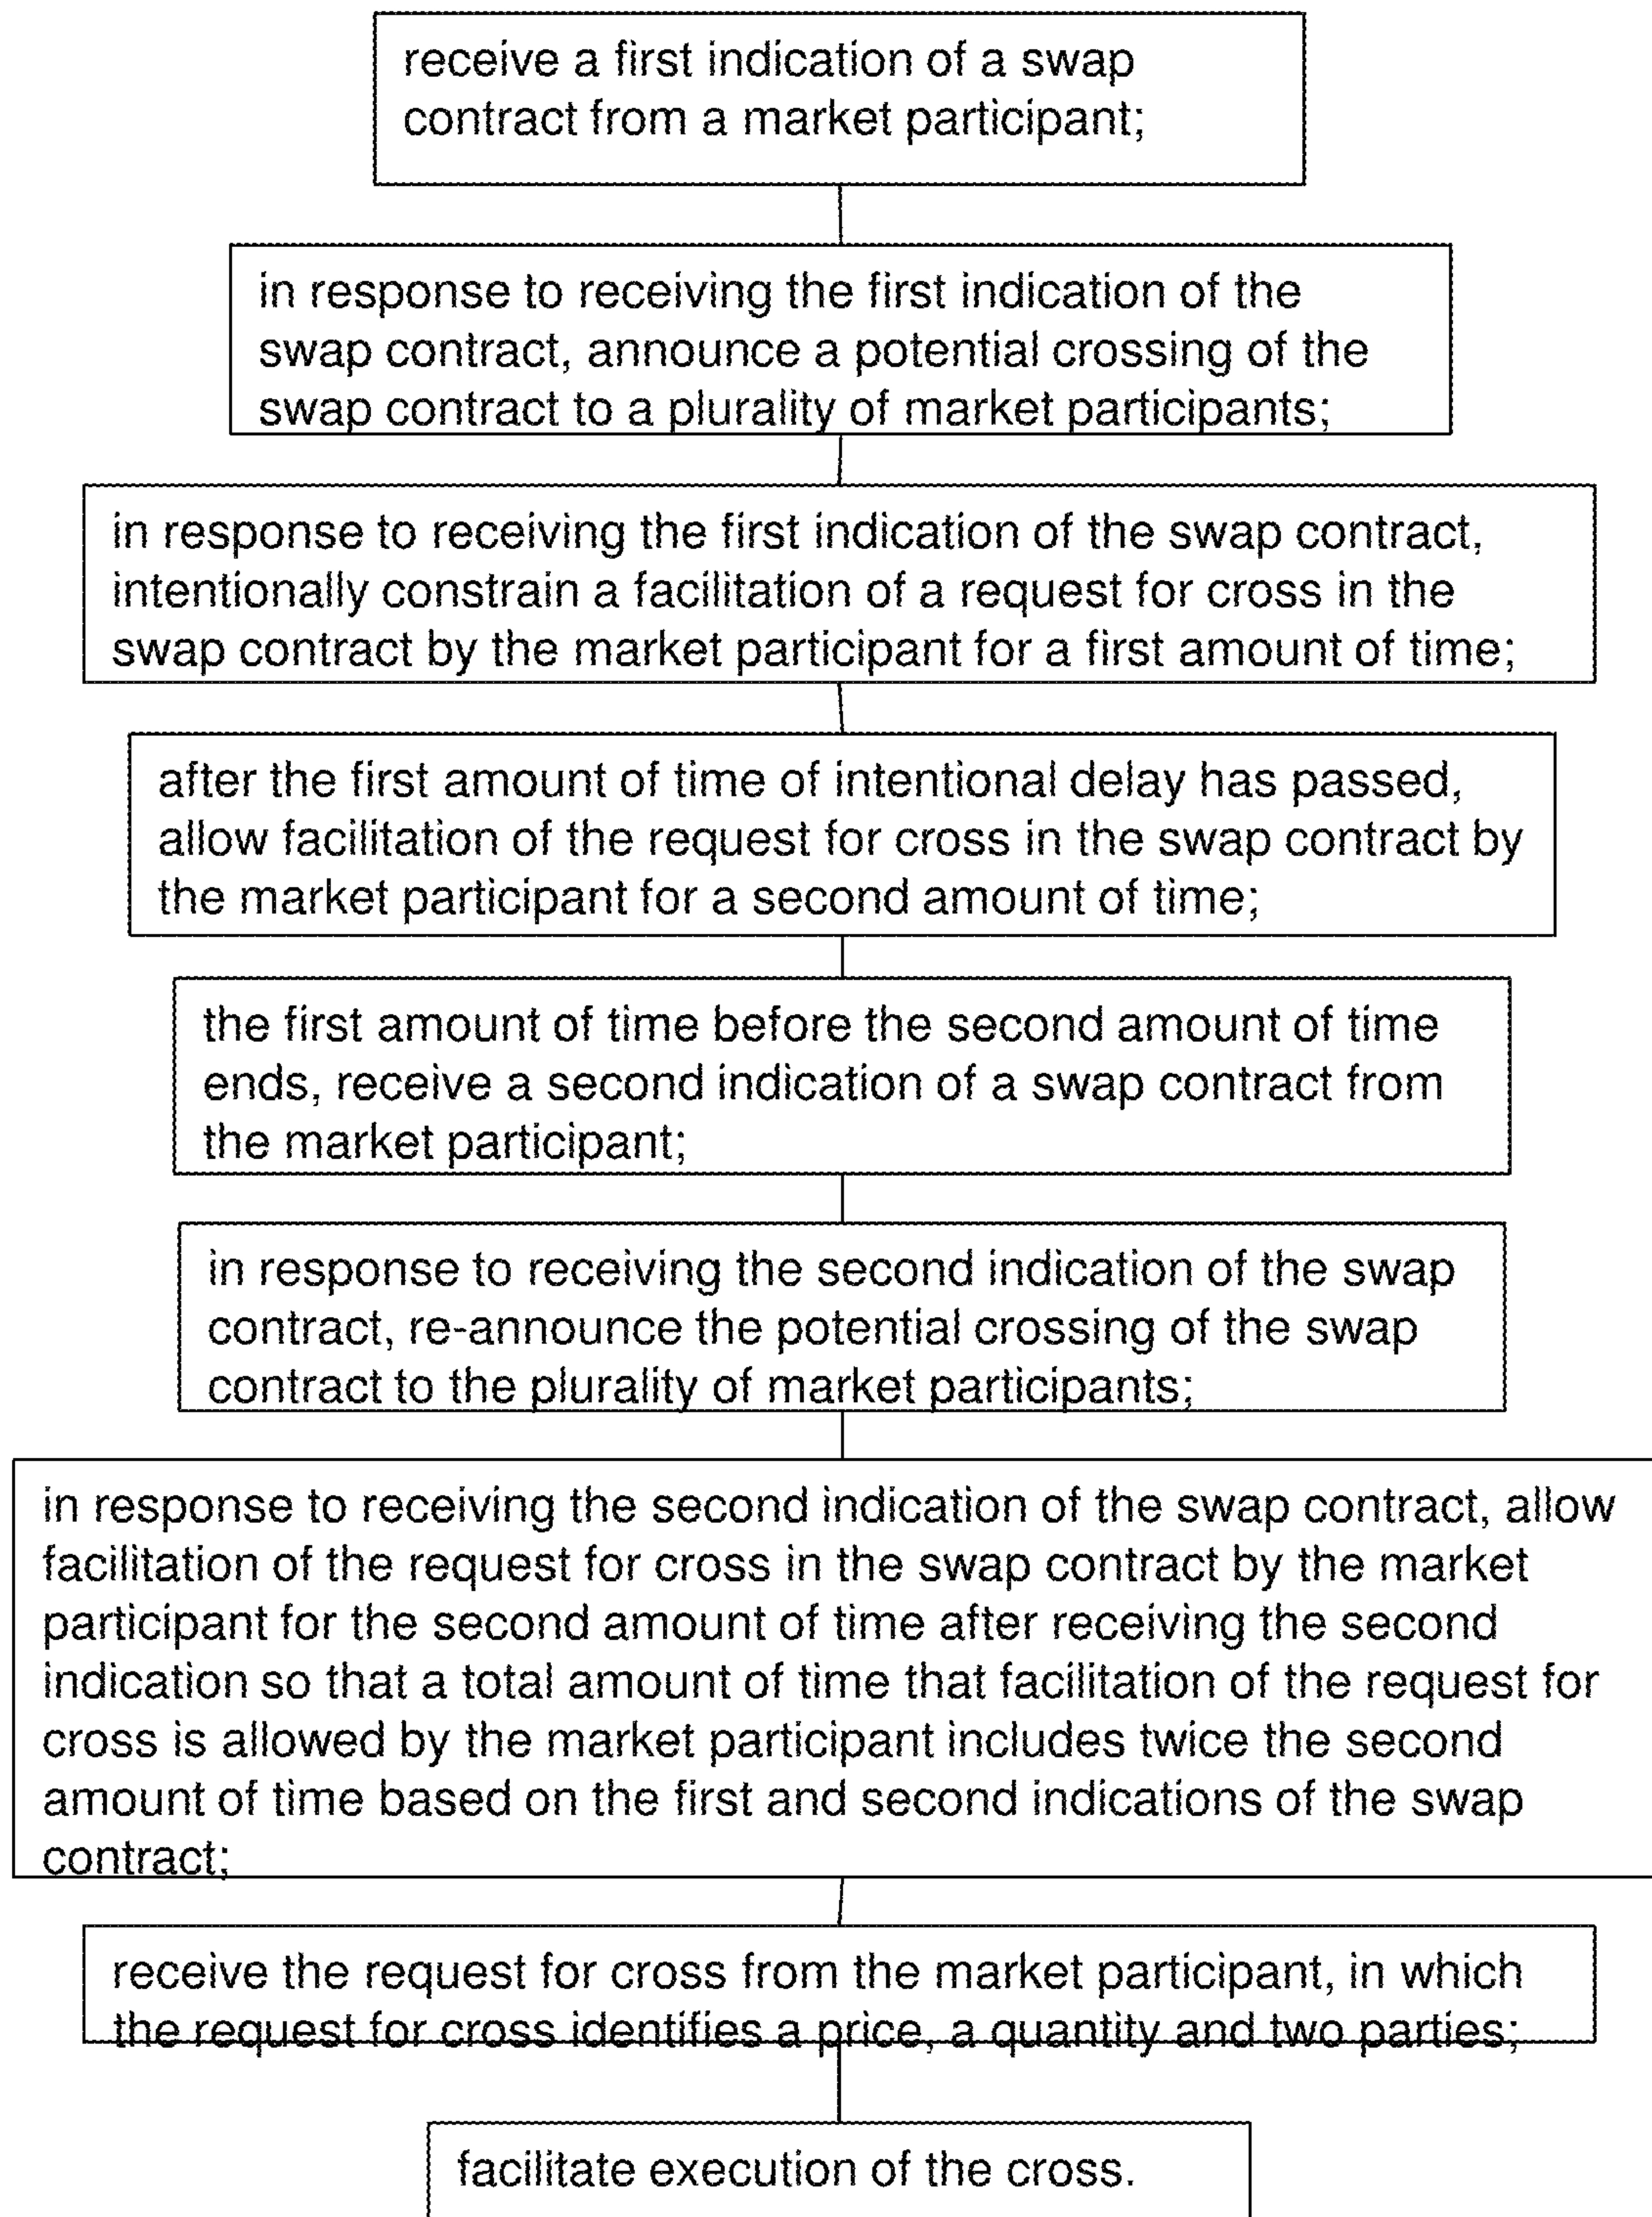 receive a first indication of a swap
contract from a market participant;
in response to receiving the first indication of the
swap contract, announce a potential crossing of the
swap contract to a plurality of market participants;
in response to receiving the first indication of the swap contract,
intentionally constrain a facilitation of a request for cross in the
swap contract by the market participant for a first amount of time;
after the first amount of time of intentional delay has passed,
allow facilitation of the request for cross in the swap contract by
the market participant for a second amount of time;
the first amount of time before the second amount of time
ends, receive a second indication of a swap contract from
the market participant;
in response to receiving the second indication of the swap
contract, re-announce the potential crossing of the swap
contract to the plurality of market participants;
in response to receiving the second indication of the swap contract, allow
facilitation of the request for cross in the swap contract by the market
participant for the second amount of time after receiving the second
indication so that a total amount of time that facilitation of the request for
cross is allowed by the market participant includes twice the second
amount of time based on the first and second indications of the swap
contract;
receive the request for cross from the market participant, in which
the request for cross identifies a price, a quantity and two parties;
facilitate execution of the cross.